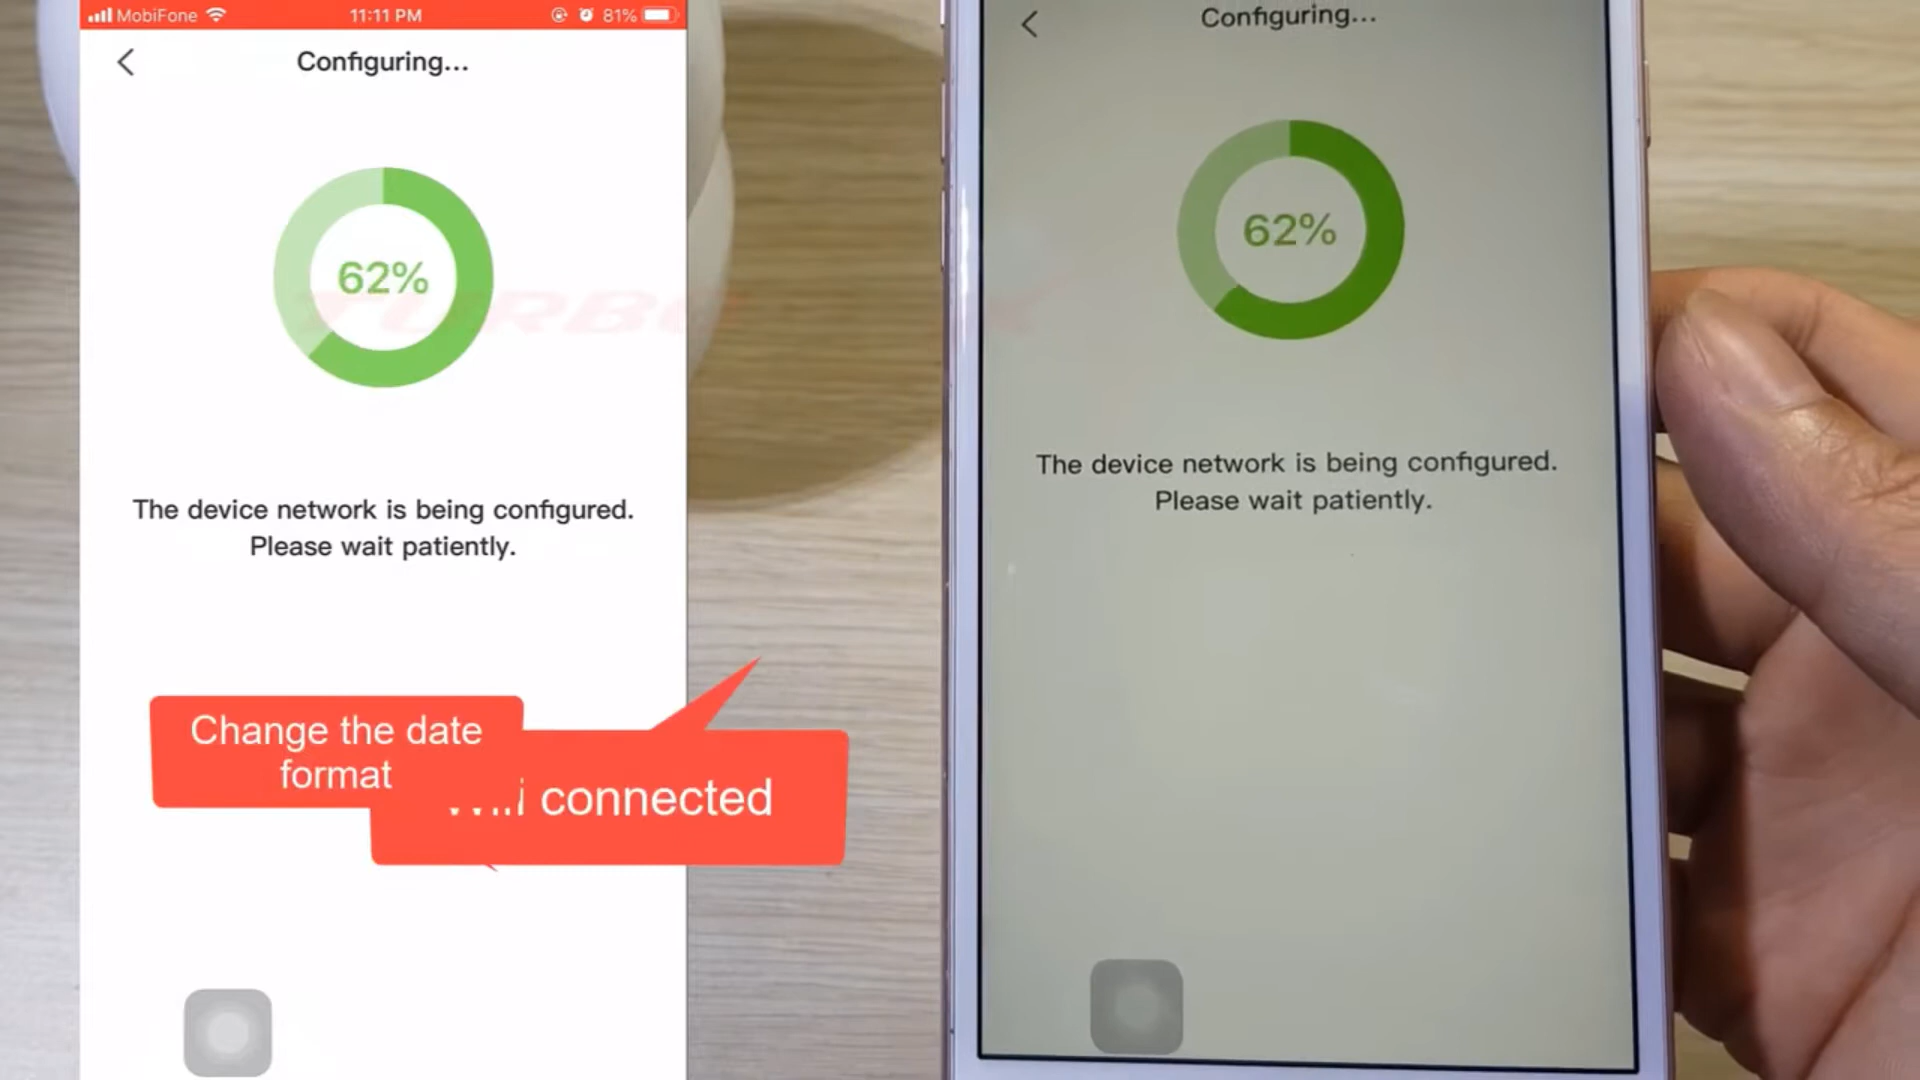 MobiFone
11:11 PM
81%
Configuring...
62%
The device network is being configured.
Please wait patiently.
Change the date
format
connected
Configuring...
62%
The device network is being configured.
Please wait patiently.